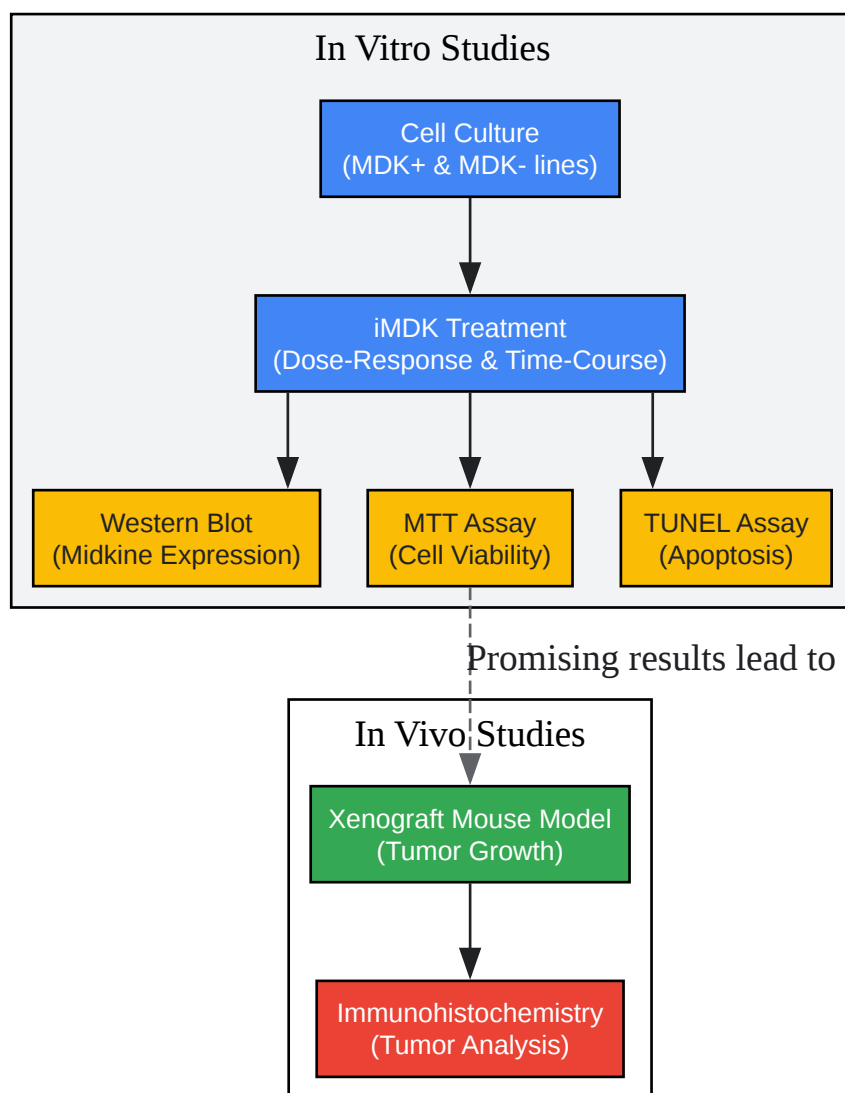 In Vitro Studies
Cell Culture
(MDK+ & MDK- lines)
iMDK Treatment
(Dose-Response & Time-Course)
Western Blot
(Midkine Expression)
MTT Assay
(Cell Viability)
TUNEL Assay
(Apoptosis)
Promising results lead to
In Vivo Studies
Xenograft Mouse Model
(Tumor Growth)
Immunohistochemistry
(Tumor Analysis)